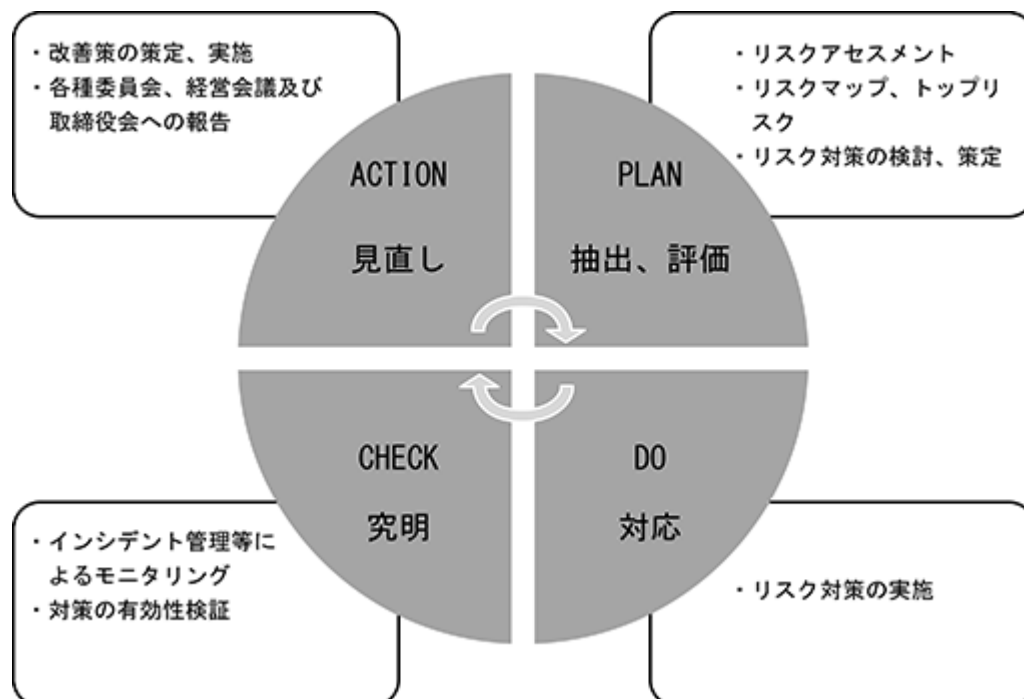 ・改善策の策定、実施
・各種委員会、経営会議及び
取締役会への報告
ACTION
見直し
・リスクアセスメント
・リスクマップ、トップリ
スク
・リスク対策の検討、策定
PLAN
抽出、評価
CHECK
究明
・インシデント管理等に
よるモニタリング
・対策の有効性検証
DO
対応
・リスク対策の実施